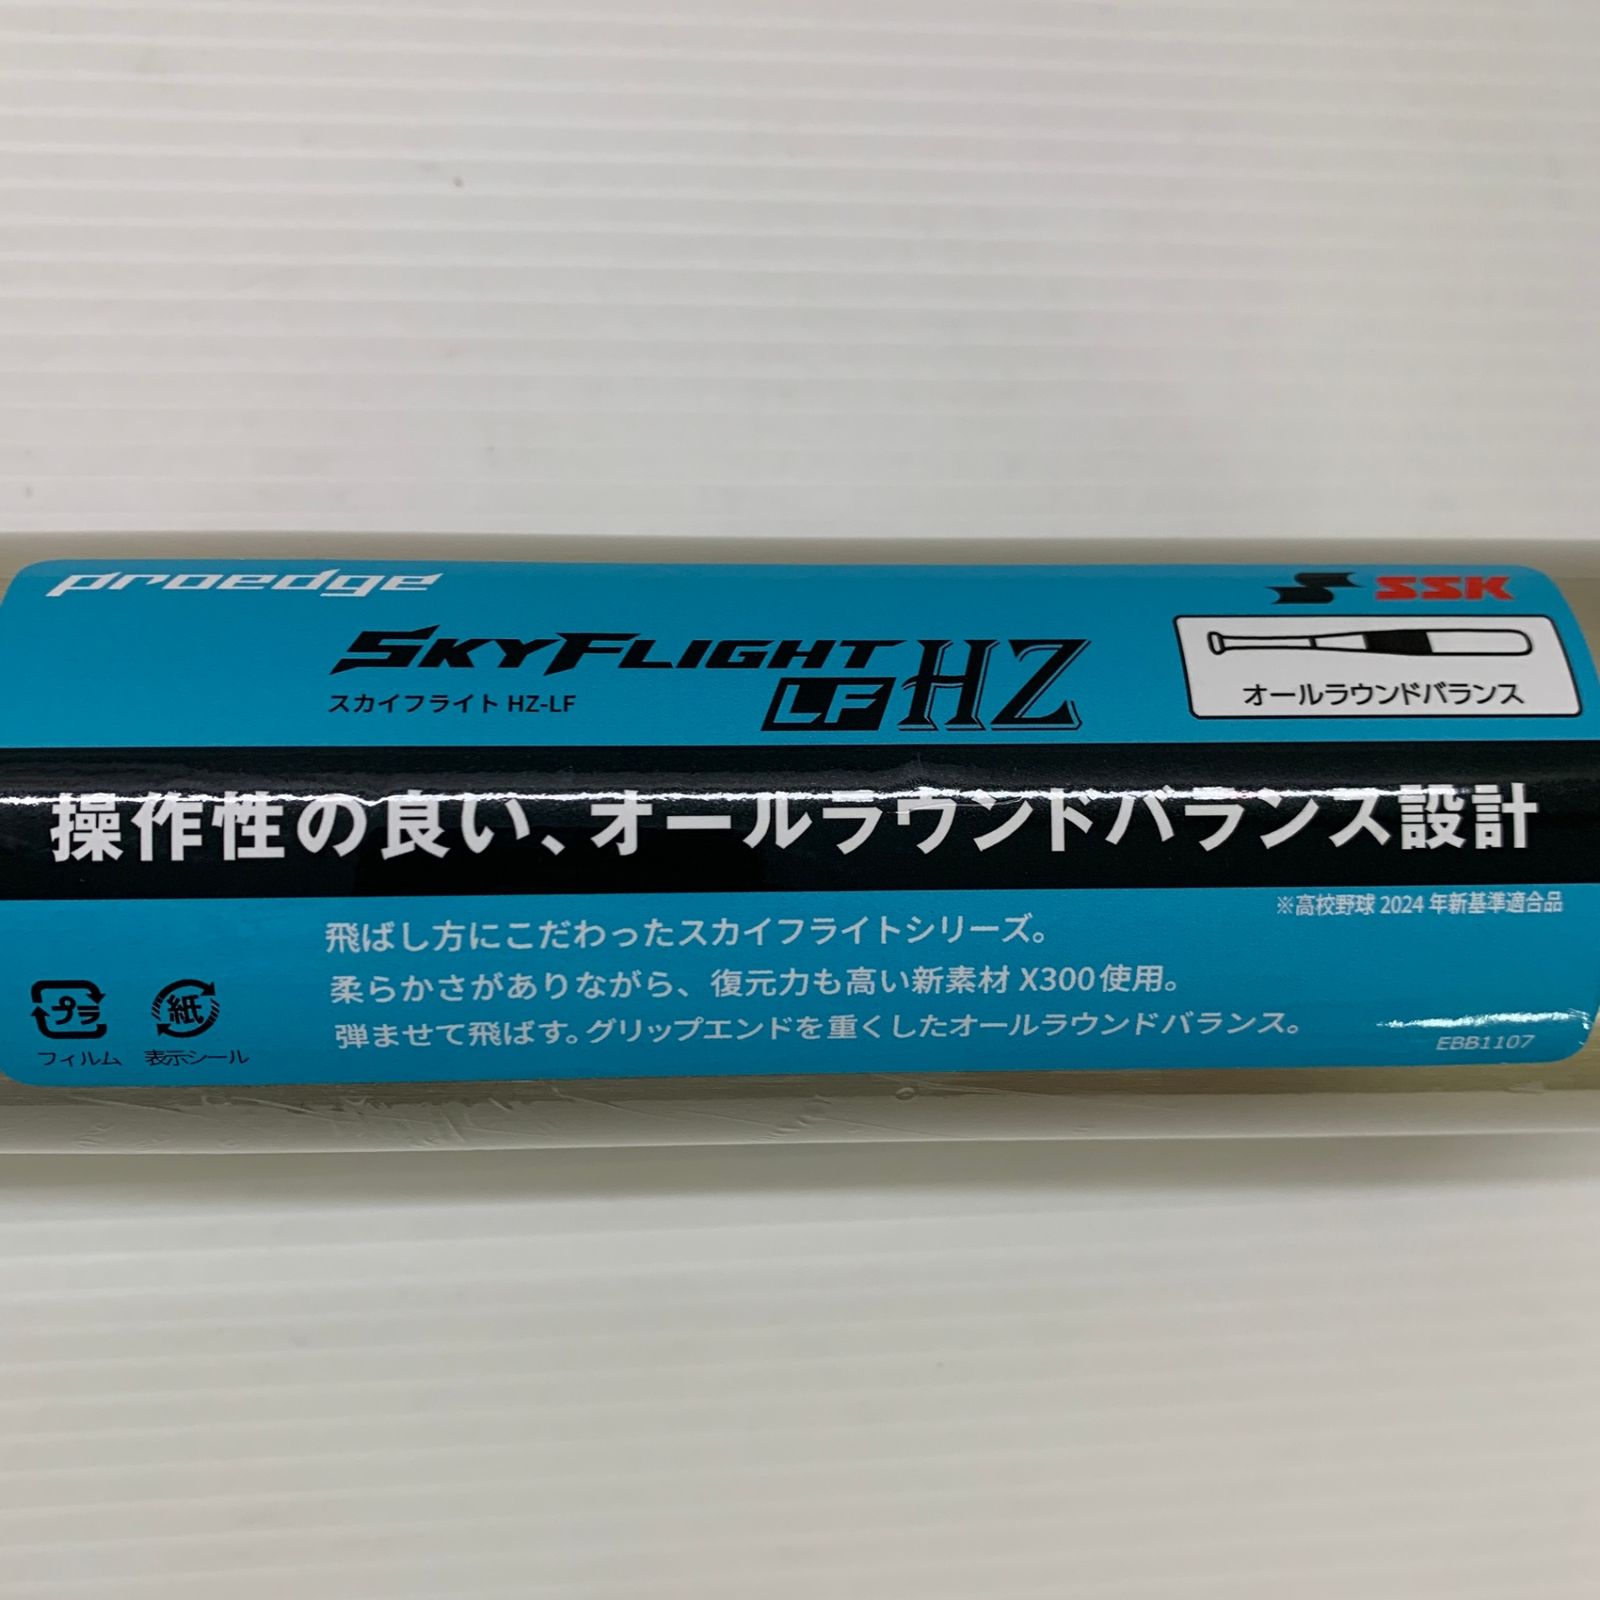 proedge
SSK
SKYFLIGHT
LF HZ
スカイフライト HZ-LF
オールラウンドバランス
操作性の良い、オールラウンドバランス設計
※高校野球 2024 年新基準適合品
飛ばし方にこだわったスカイフライトシリーズ。
柔らかさがありながら、復元力も高い新素材 X300 使用。
弾ませて飛ばす。グリップエンドを重くしたオールラウンドバランス。
プラ
フィルム
紙
表示シール
EBB1107